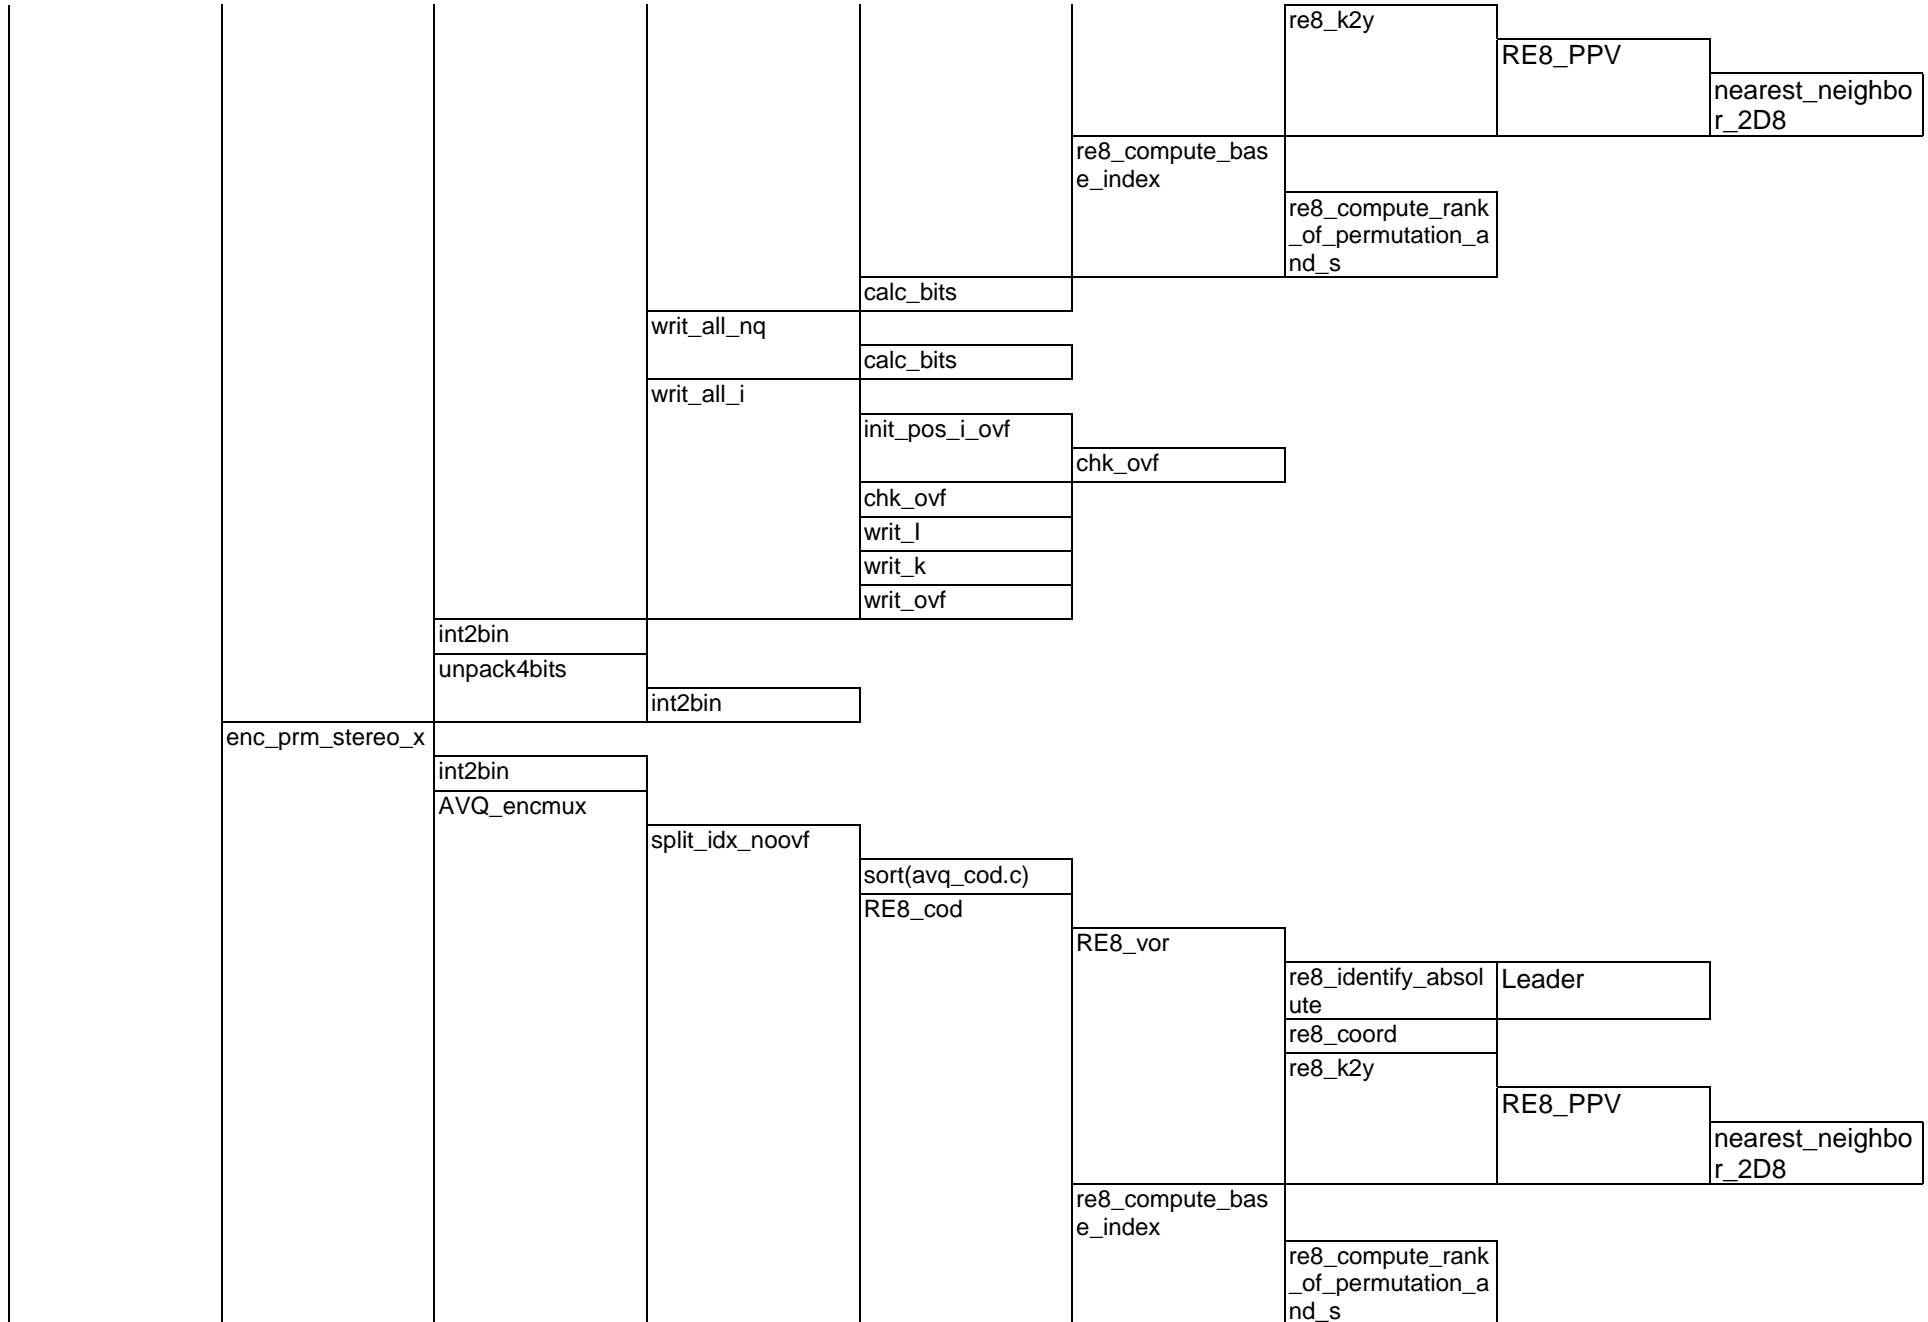 re8_k2y
RE8_PPV
nearest_neighbo
r_2D8
re8_compute_bas
e_index
re8_compute_rank
_of_permutation_a
nd_s
calc_bits
writ_all_nq
calc_bits
writ_all_i
init_pos_i_ovf
chk_ovf
chk_ovf
writ_I
writ_k
writ_ovf
int2bin
unpack4bits
int2bin
enc_prm_stereo_x
int2bin
AVQ_encmux
split_idx_noovf
sort(avq_cod.c)
RE8_cod
RE8_vor
re8_identify_absol
ute
Leader
re8_coord
re8_k2y
RE8_PPV
nearest_neighbo
r_2D8
re8_compute_bas
e_index
re8_compute_rank
_of_permutation_a
nd_s